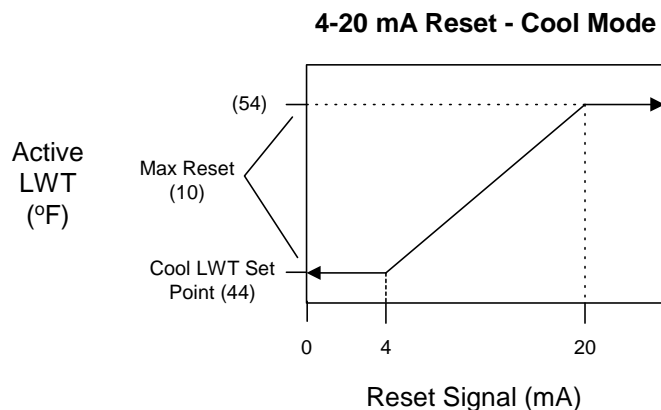 4-20 mA Reset - Cool Mode
(54)
Active
LWT
(ºF)
Max Reset
(10)
Cool LWT Set
Point (44)
0
4
20
Reset Signal (mA)